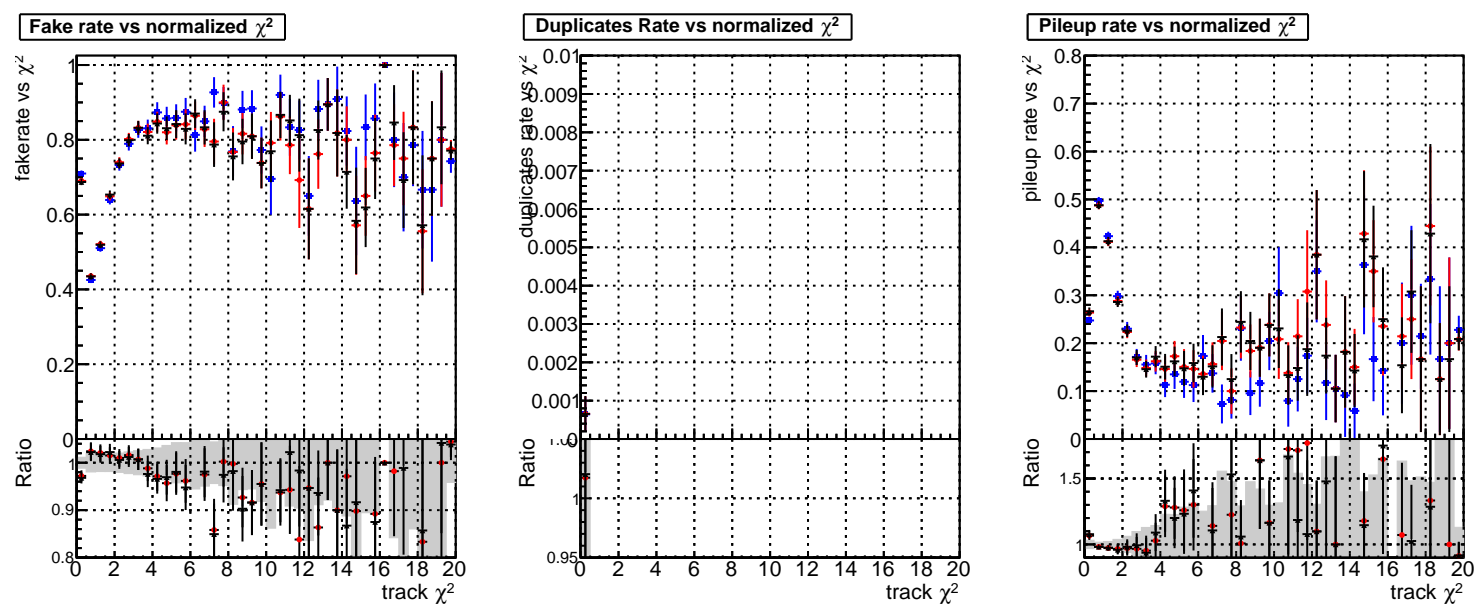 Fake rate vs normalized χ²
fakerate vs χ²
1
0.8
0.6
0.4
0.2
0
Ratio
1
0.9
0.8
0 2 4 6 8 10 12 14 16 18 20
track χ²
Duplicates Rate vs normalized χ²
duplicates rate vs χ²
0.01
0.009
0.008
0.007
0.006
0.005
0.004
0.003
0.002
0.001
0
Ratio
1
0.95
0 2 4 6 8 10 12 14 16 18 20
track χ²
Pileup rate vs normalized χ²
pileup rate vs χ²
0.8
0.7
0.6
0.5
0.4
0.3
0.2
0.1
0
Ratio
1.5
1
0 2 4 6 8 10 12 14 16 18 20
track χ²